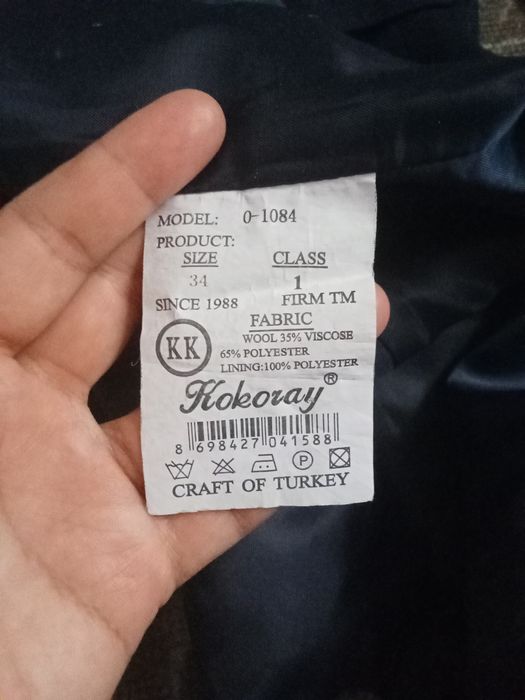 MODEL: 0-1084
PRODUCT:
SIZE CLASS
34 1
SINCE 1988 FIRM TM
FABRIC
KK
WOOL 35% VISCOSE
65% POLYESTER
LINING:100% POLYESTER
Kokoray®
8 698427 041588
P
CRAFT OF TURKEY